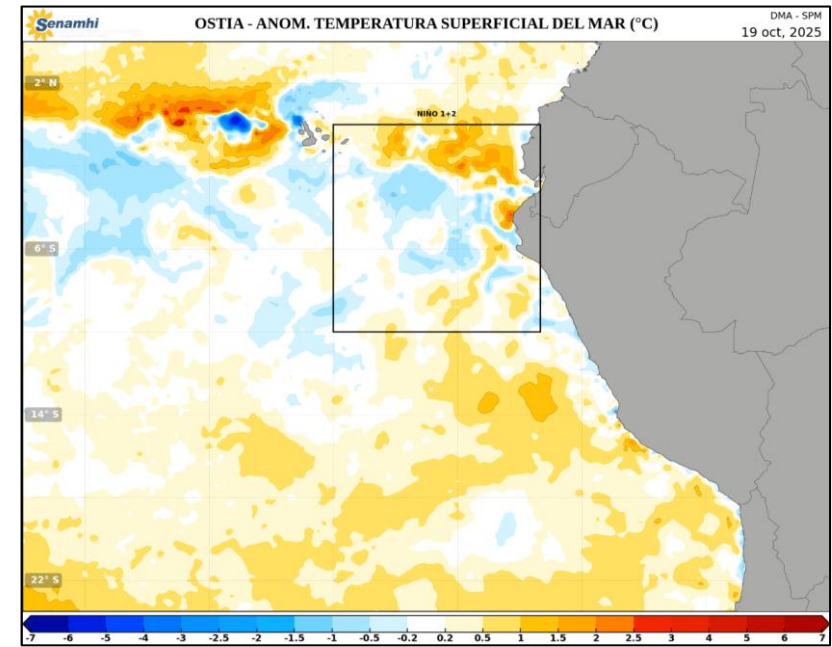 Senamhi
OSTIA - ANOM. TEMPERATURA SUPERFICIAL DEL MAR (°C)
DMA - SPM
19 oct, 2025
2° N
NIÑO 1+2
6° S
14° S
22° S
-7 -6 -5 -4 -3 -2.5 -2 -1.5 -1 -0.5 -0.2 0.2 0.5 1 1.5 2 2.5 3 4 5 6 7